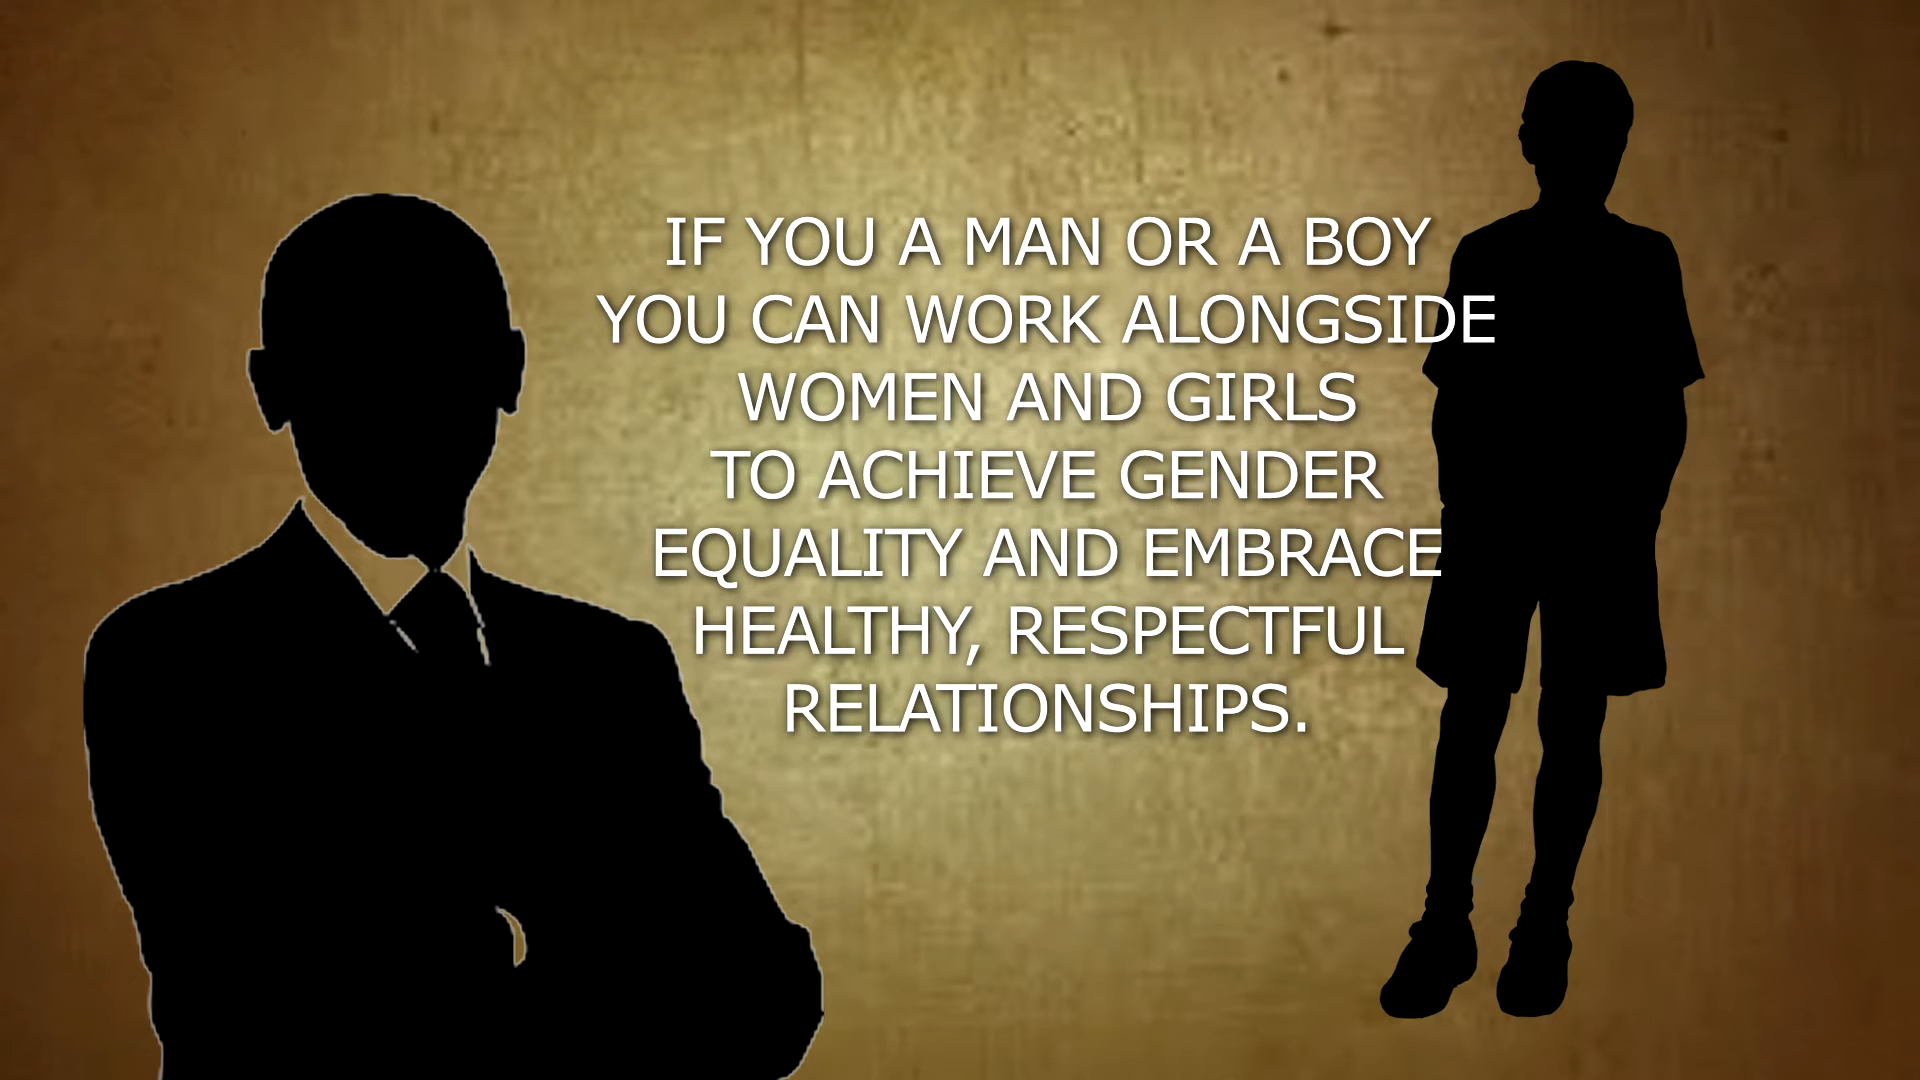 IF YOU A MAN OR A BOY
YOU CAN WORK ALONGSIDE
WOMEN AND GIRLS
TO ACHIEVE GENDER
EQUALITY AND EMBRACE
HEALTHY, RESPECTFUL
RELATIONSHIPS.